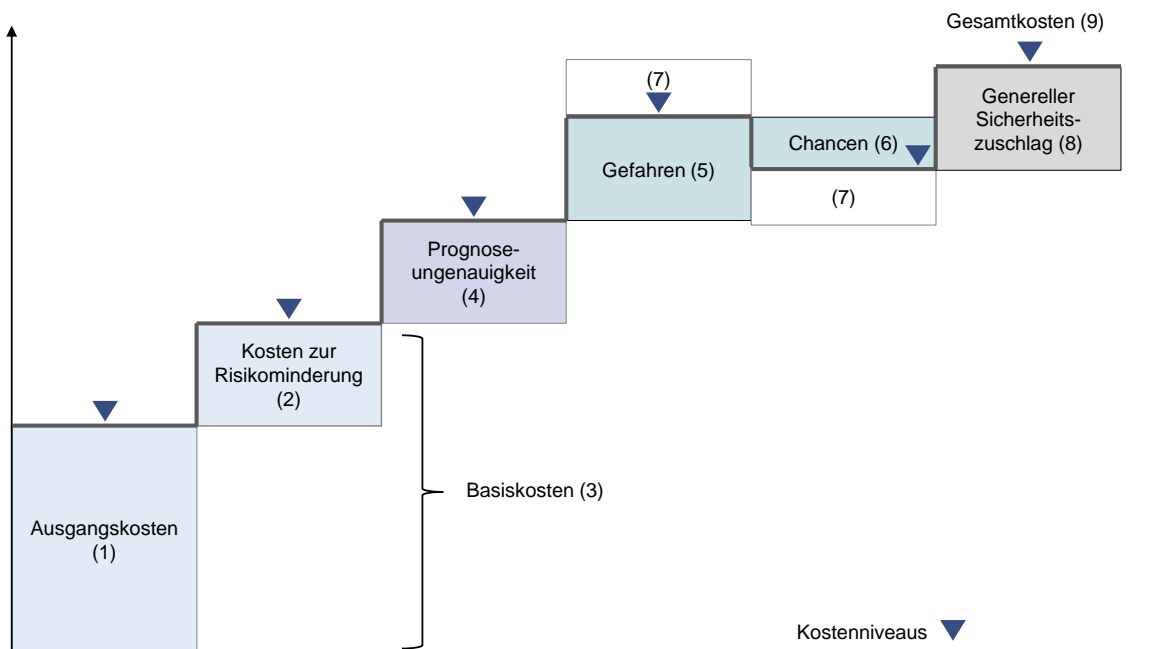 Gesamtkosten (9)
(7)
Genereller
Sicherheits-
zuschlag (8)
Chancen (6)
Gefahren (5)
(7)
Prognose-
ungenauigkeit
(4)
Kosten zur
Risikominderung
(2)
Basiskosten (3)
Ausgangskosten
(1)
Kostenniveaus